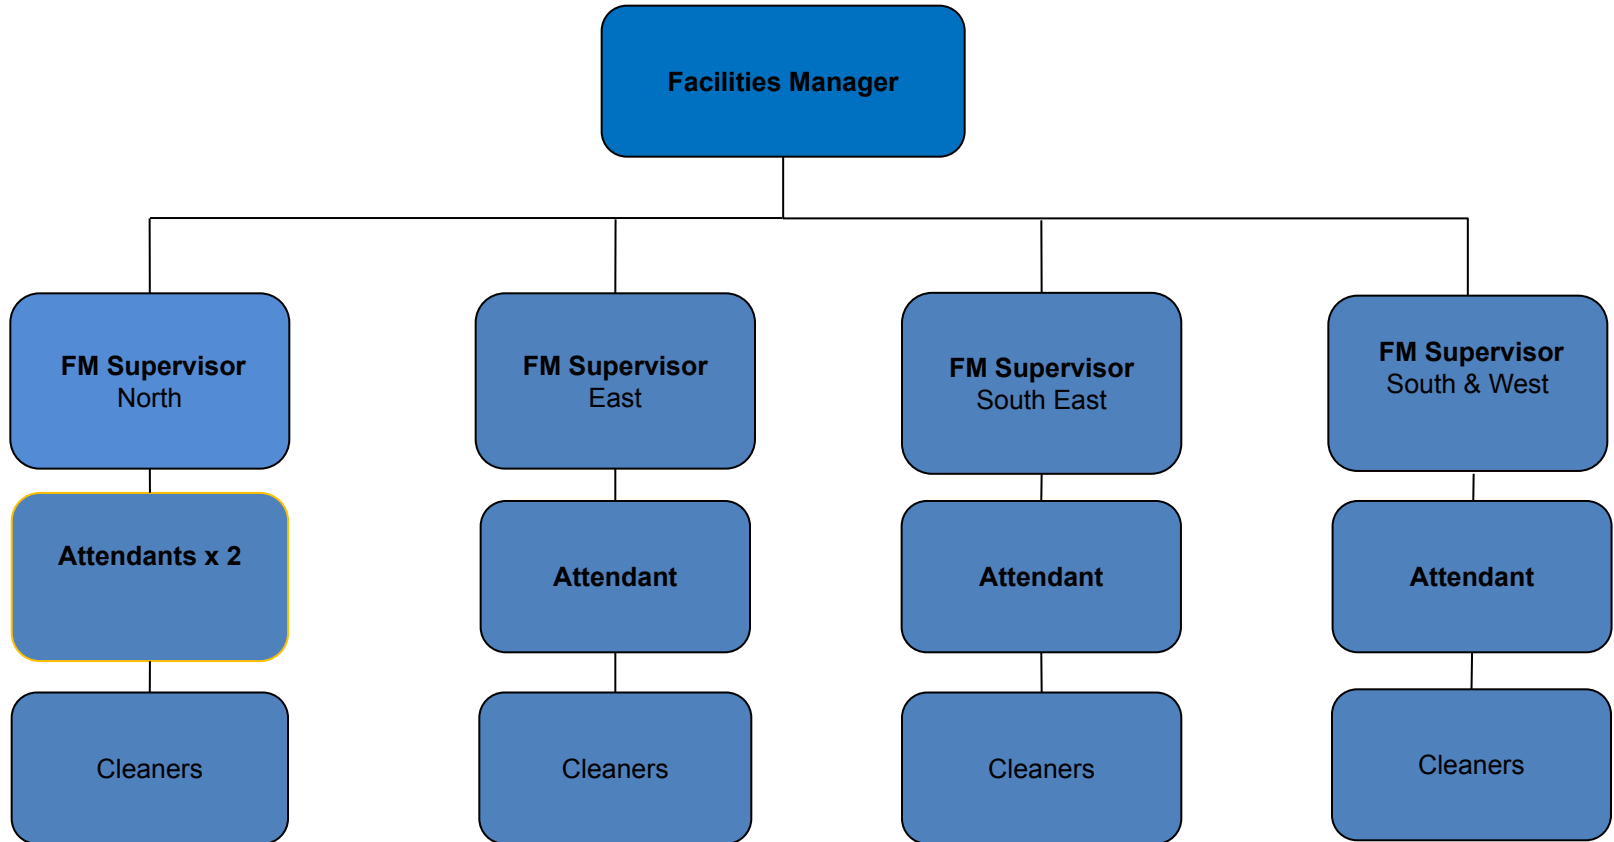 Facilities Manager
FM Supervisor
North
FM Supervisor
East
FM Supervisor
South East
FM Supervisor
South & West
Attendants x 2
Attendant
Attendant
Attendant
Cleaners
Cleaners
Cleaners
Cleaners